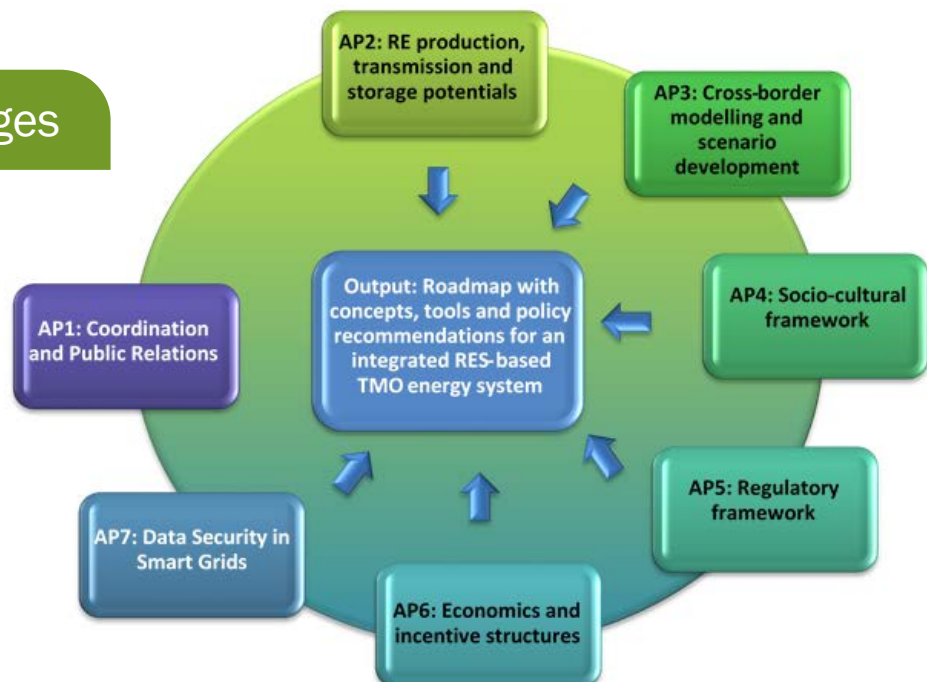 ges
AP2: RE production,
transmission and
storage potentials
AP3: Cross-border
modelling and
scenario
development
AP1: Coordination
and Public Relations
Output: Roadmap with
concepts, tools and policy
recommendations for an
integrated RES-based
TMO energy system
AP4: Socio-cultural
framework
AP5: Regulatory
framework
AP7: Data Security in
Smart Grids
AP6: Economics and
incentive structures